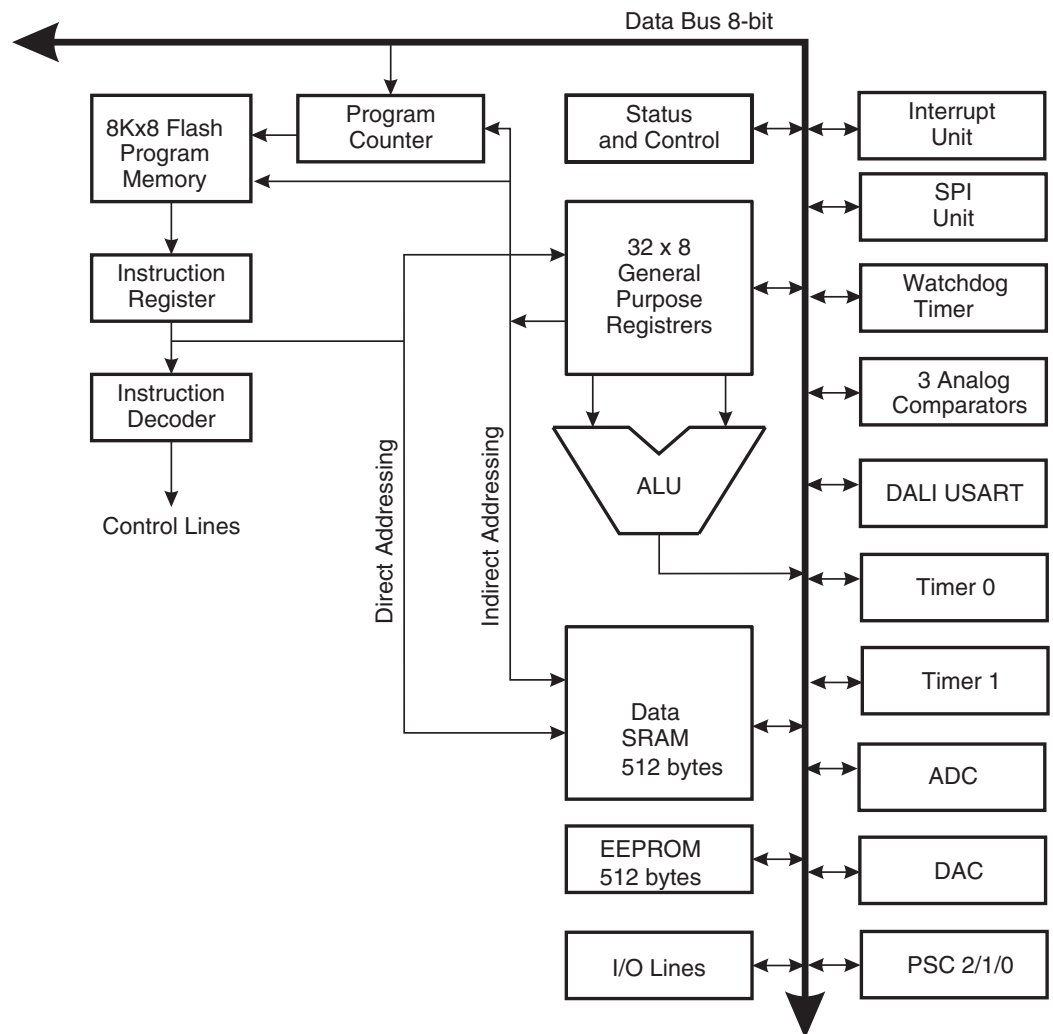 Data Bus 8-bit
8Kx8 Flash
Program
Memory
Program
Counter
Status
and Control
Interrupt
Unit
SPI
Unit
32 x 8
General
Purpose
Registrers
Instruction
Register
Watchdog
Timer
Instruction
Decoder
3 Analog
Comparators
Control Lines
Direct Addressing
Indirect Addressing
ALU
DALI USART
Timer 0
Timer 1
Data
SRAM
512 bytes
ADC
EEPROM
512 bytes
DAC
I/O Lines
PSC 2/1/0